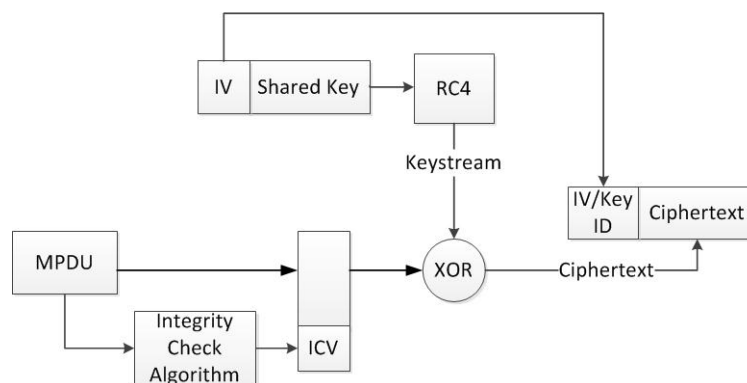 IV
Shared Key
RC4
Keystream
IV/Key
ID
Ciphertext
MPDU
XOR
Ciphertext
Integrity
Check
Algorithm
ICV